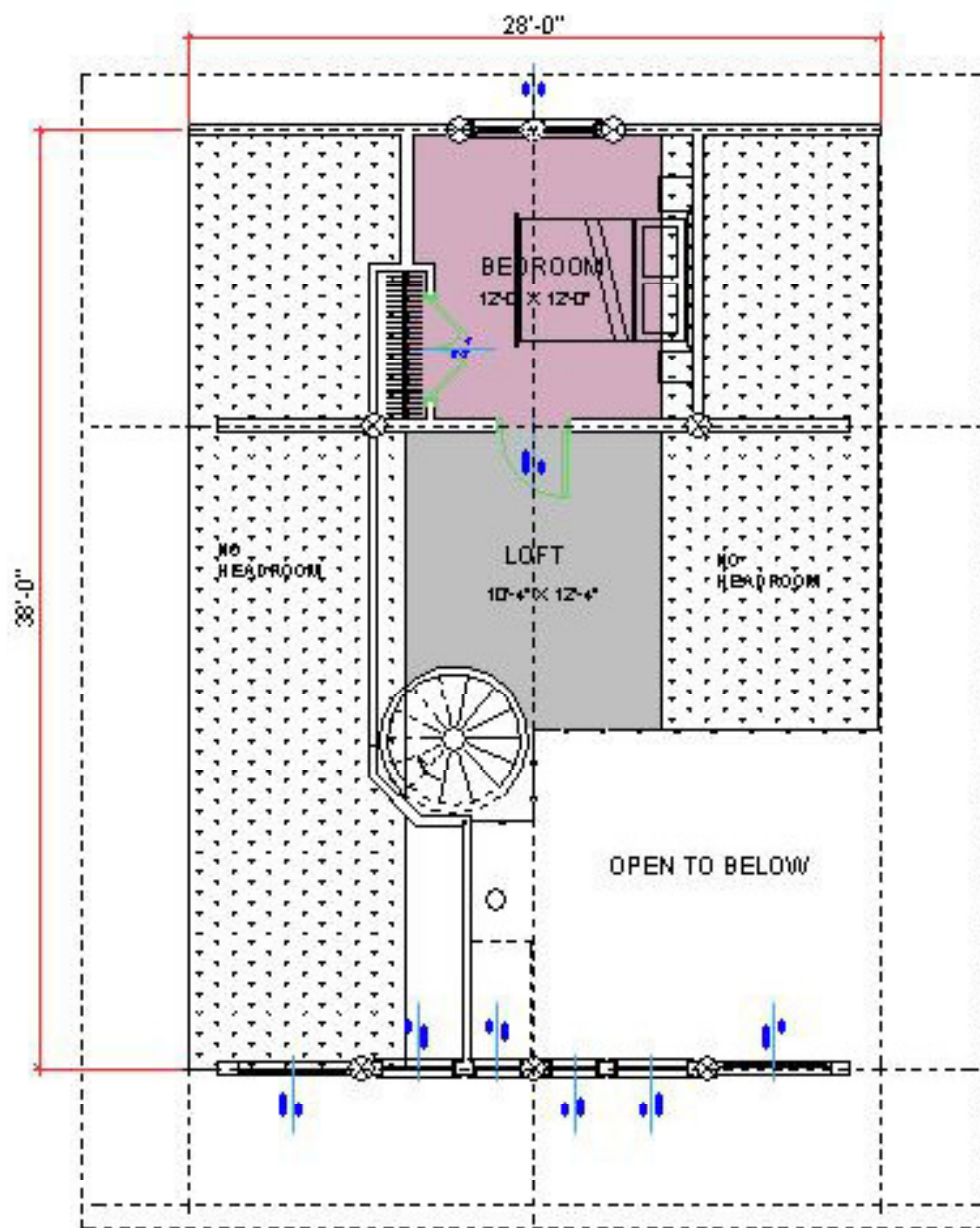 28'-0"
BEDROOM
12'-0" X 12'-0"
38'-0"
LOFT
10'-4" X 12'-4"
NO
HEADROOM
NO
HEADROOM
OPEN TO BELOW